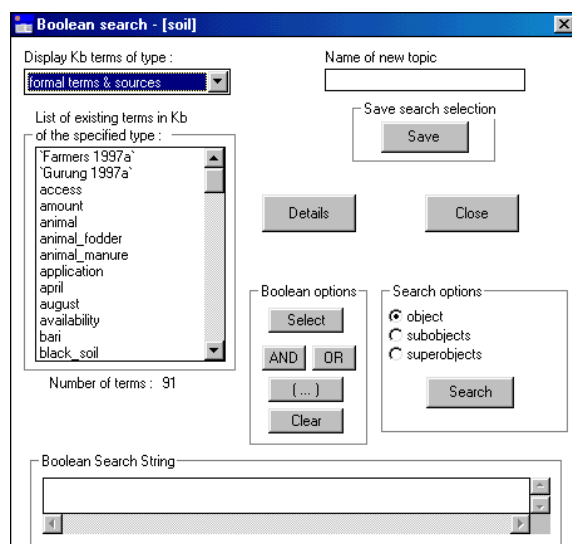 Boolean search - [soil]
Display Kb terms of type :
formal terms & sources
Name of new topic
List of existing terms in Kb
of the specified type :
`Farmers 1997a`
`Gurung 1997a`
access
amount
animal
animal_fodder
animal_manure
application
april
august
availability
bari
black_soil
Number of terms : 91
Save search selection
Save
Details
Close
Boolean options
Select
AND
OR
( ... )
Clear
Search options
object
subobjects
superobjects
Search
Boolean Search String